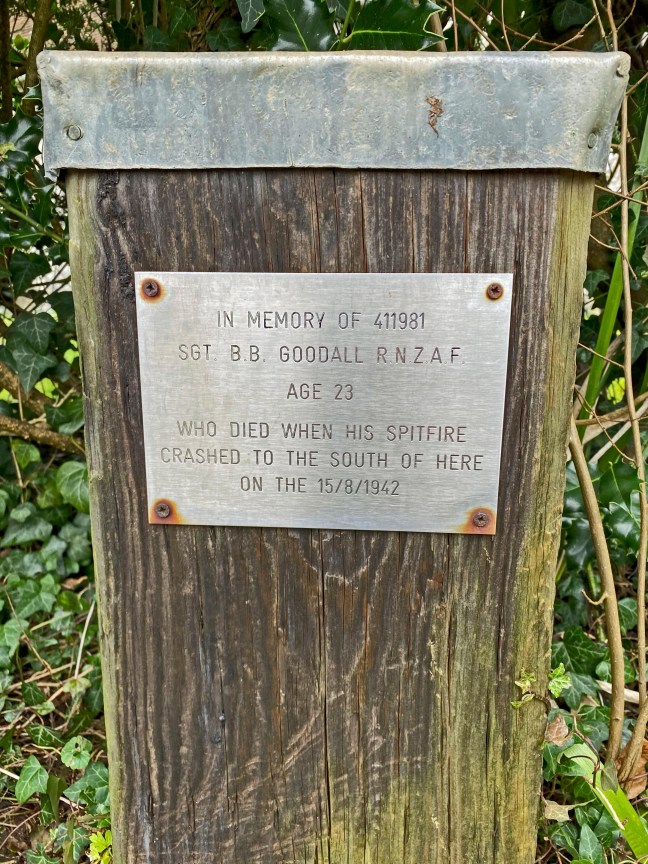 IN MEMORY OF 411981
SGT. B.B. GOODALL R.N.Z.A.F.
AGE 23
WHO DIED WHEN HIS SPITFIRE
CRASHED TO THE SOUTH OF HERE
ON THE 15/8/1942